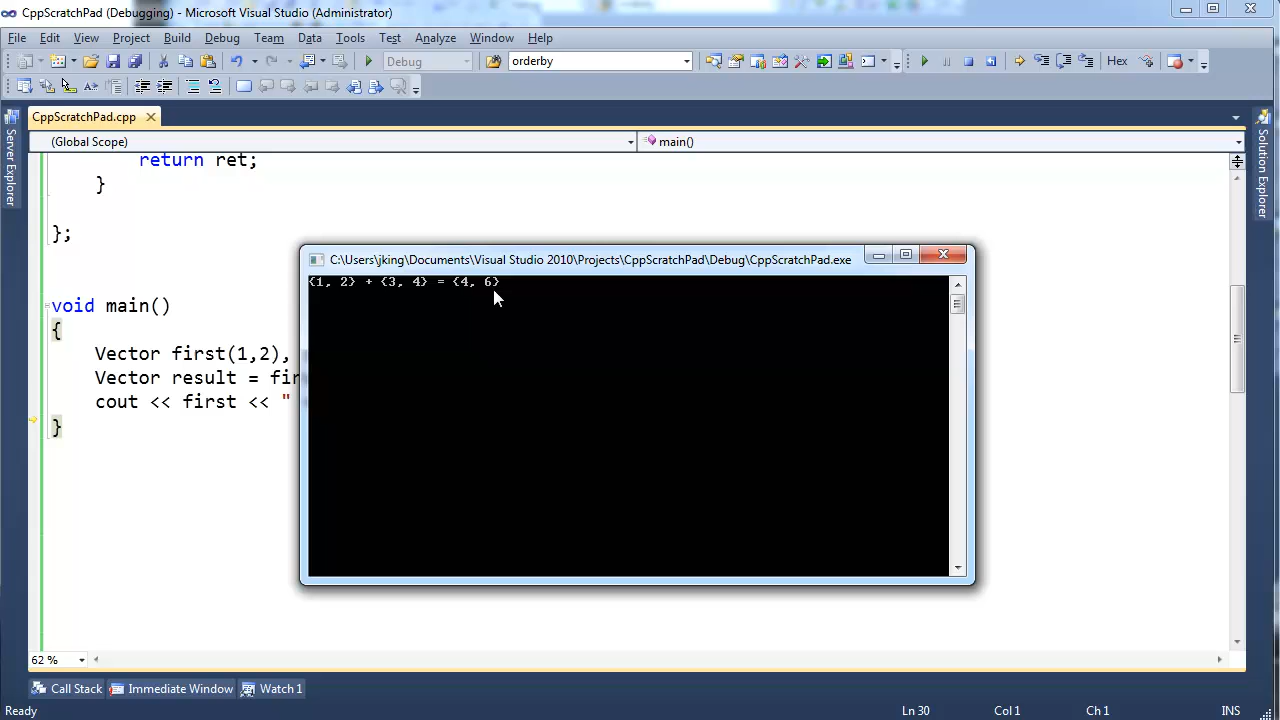 CppScratchPad (Debugging) - Microsoft Visual Studio (Administrator)
File Edit View Project Build Debug Team Data Tools Test Analyze Window Help
Debug orderby Hex
CppScratchPad.cpp
(Global Scope) main()
Server Explorer
Solution Explorer
return ret;
}
};
C:\Users\jking\Documents\Visual Studio 2010\Projects\CppScratchPad\Debug\CppScratchPad.exe
{1, 2} + {3, 4} = {4, 6}
void main()
{
Vector first(1,2),
Vector result = fir
cout << first << "
}
62 %
Call Stack Immediate Window Watch 1
Ready Ln 30 Col 1 Ch 1 INS